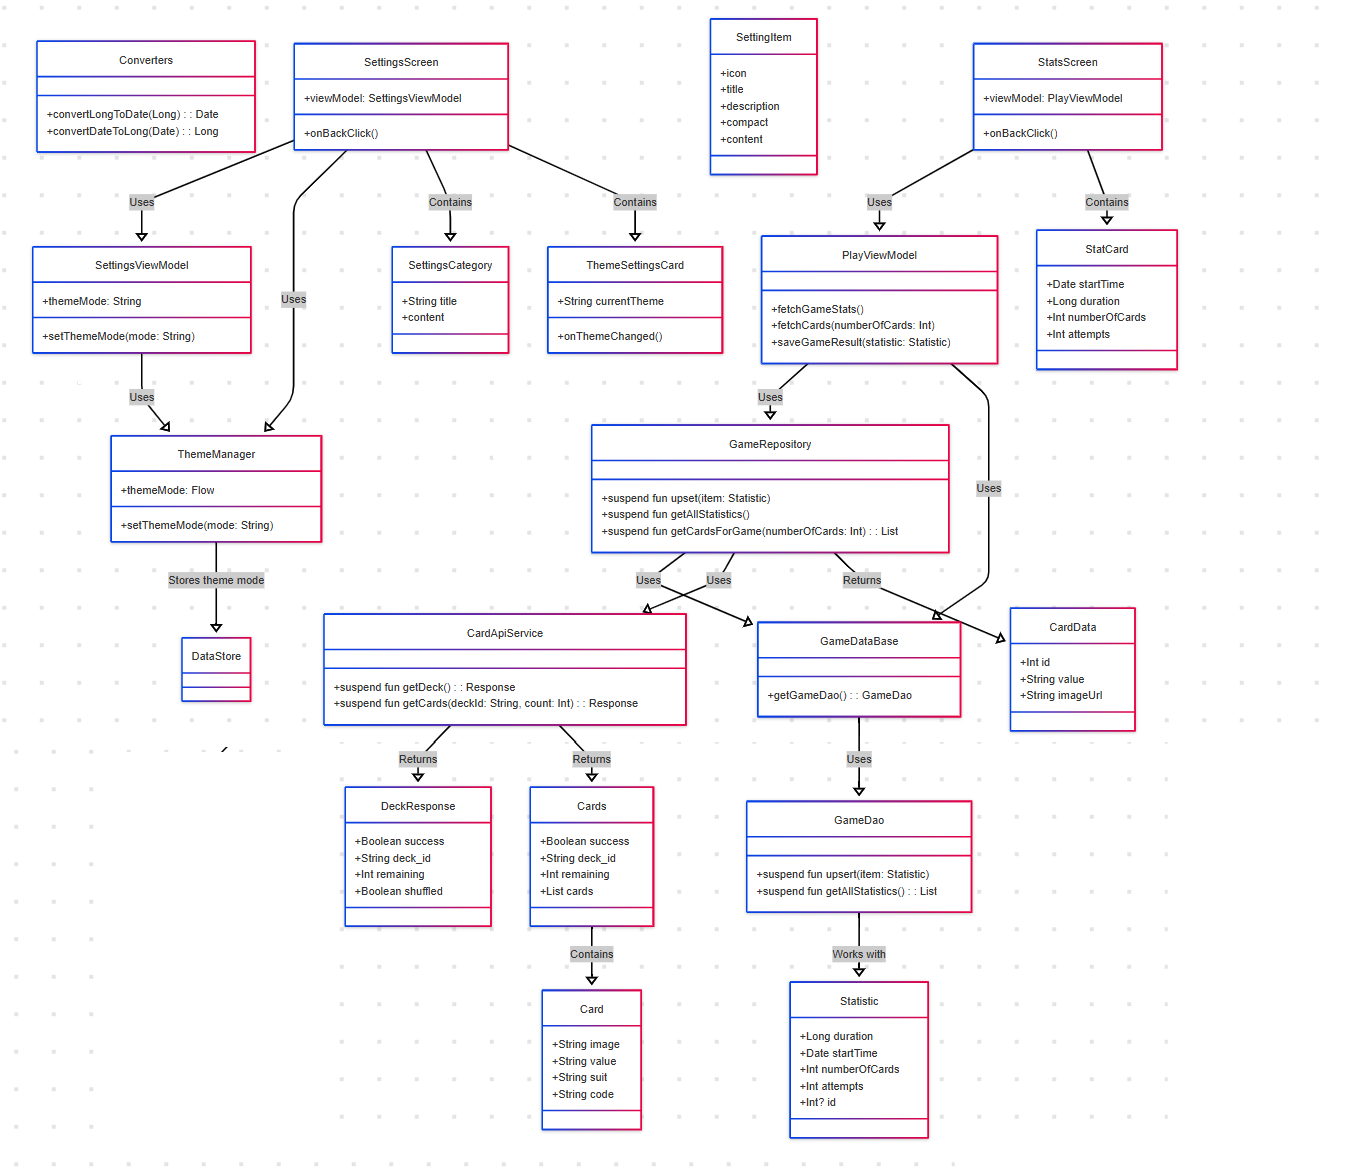 Converters
+convertLongToDate(Long) : : Date
+convertDateToLong(Date) : : Long
SettingsScreen
+viewModel: SettingsViewModel
+onBackClick()
SettingItem
+icon
+title
+description
+compact
+content
StatsScreen
+viewModel: PlayViewModel
+onBackClick()
Uses
Contains
Contains
Uses
Contains
SettingsViewModel
+themeMode: String
+setThemeMode(mode: String)
Uses
SettingsCategory
+String title
+content
ThemeSettingsCard
+String currentTheme
+onThemeChanged()
PlayViewModel
+fetchGameStats()
+fetchCards(numberOfCards: Int)
+saveGameResult(statistic: Statistic)
StatCard
+Date startTime
+Long duration
+Int numberOfCards
+Int attempts
Uses
Uses
ThemeManager
+themeMode: Flow
+setThemeMode(mode: String)
GameRepository
+suspend fun upset(item: Statistic)
+suspend fun getAllStatistics()
+suspend fun getCardsForGame(numberOfCards: Int) : : List
Uses
Stores theme mode
Uses
Uses
Returns
DataStore
CardApiService
+suspend fun getDeck() : : Response
+suspend fun getCards(deckId: String, count: Int) : : Response
GameDataBase
+getGameDao() : : GameDao
CardData
+Int id
+String value
+String imageUrl
Returns
Returns
Uses
DeckResponse
+Boolean success
+String deck_id
+Int remaining
+Boolean shuffled
Cards
+Boolean success
+String deck_id
+Int remaining
+List cards
GameDao
+suspend fun upsert(item: Statistic)
+suspend fun getAllStatistics() : : List
Contains
Works with
Card
+String image
+String value
+String suit
+String code
Statistic
+Long duration
+Date startTime
+Int numberOfCards
+Int attempts
+Int? id